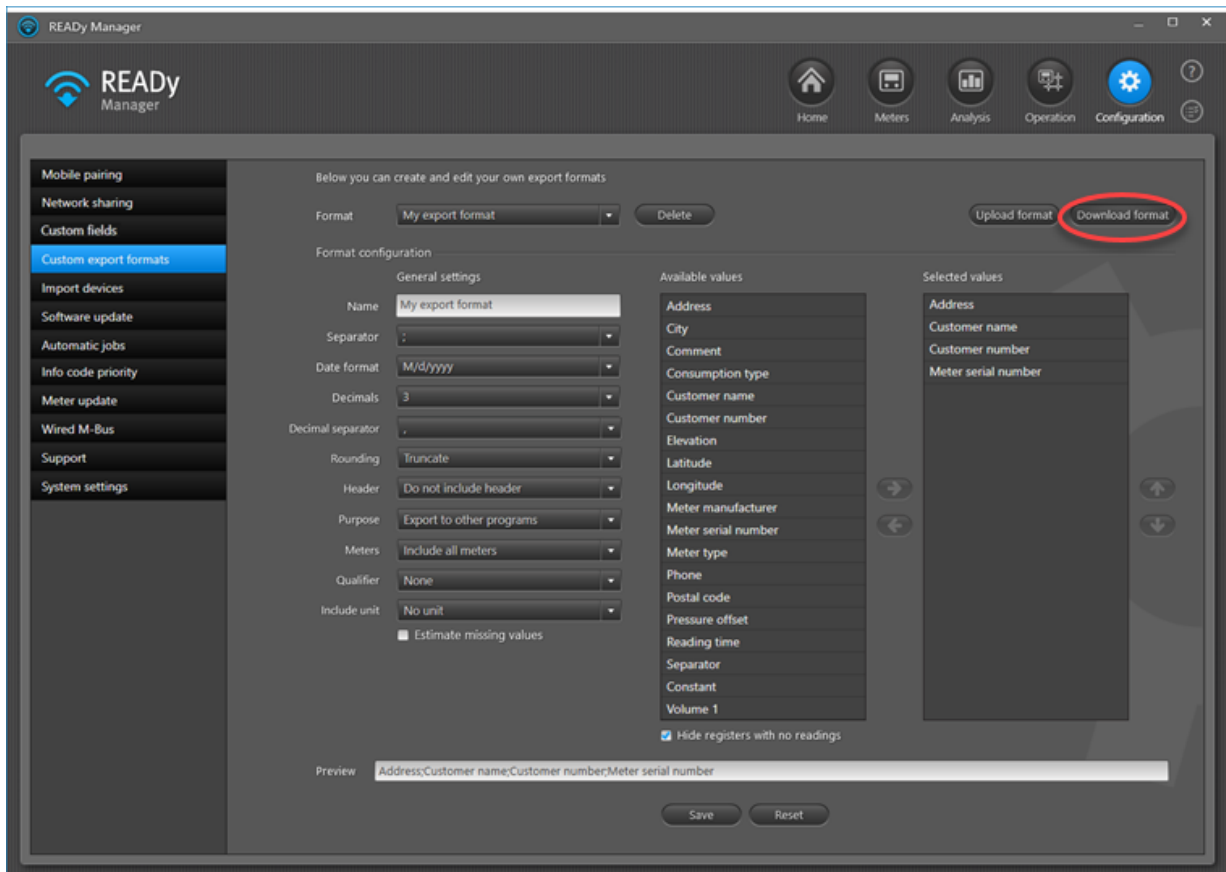 READy Manager
READy
Manager
Home
Meters
Analysis
Operation
Configuration
?
Mobile pairing
Network sharing
Custom fields
Custom export formats
Import devices
Software update
Automatic jobs
Info code priority
Meter update
Wired M-Bus
Support
System settings
Below you can create and edit your own export formats
Format My export format Delete Upload format Download format
Format configuration
General settings
Name My export format
Separator ;
Date format M/d/yyyy
Decimals 3
Decimal separator ,
Rounding Truncate
Header Do not include header
Purpose Export to other programs
Meters Include all meters
Qualifier None
Include unit No unit
Estimate missing values
Available values
Address
City
Comment
Consumption type
Customer name
Customer number
Elevation
Latitude
Longitude
Meter manufacturer
Meter serial number
Meter type
Phone
Postal code
Pressure offset
Reading time
Separator
Constant
Volume 1
Hide registers with no readings
Selected values
Address
Customer name
Customer number
Meter serial number
Preview Address;Customer name;Customer number;Meter serial number
Save Reset